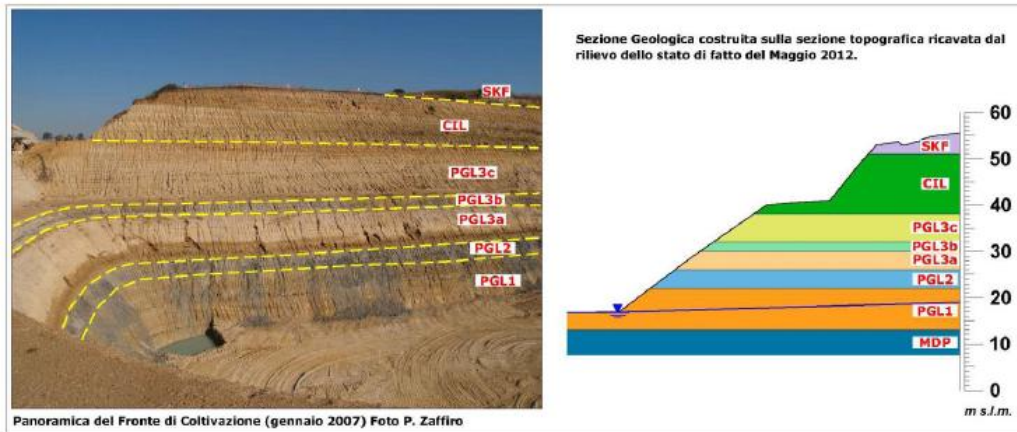 SKF
CIL
PGL3c
PGL3b
PGL3a
PGL2
PGL1
Panoramica del Fronte di Coltivazione (gennaio 2007) Foto P. Zaffiro
Sezione Geologica costruita sulla sezione topografica ricavata dal
rilievo dello stato di fatto del Maggio 2012.
60
SKF
50
CIL
40
PGL3c
PGL3b
30
PGL3a
PGL2
20
PGL1
MDP
10
0
m s.l.m.